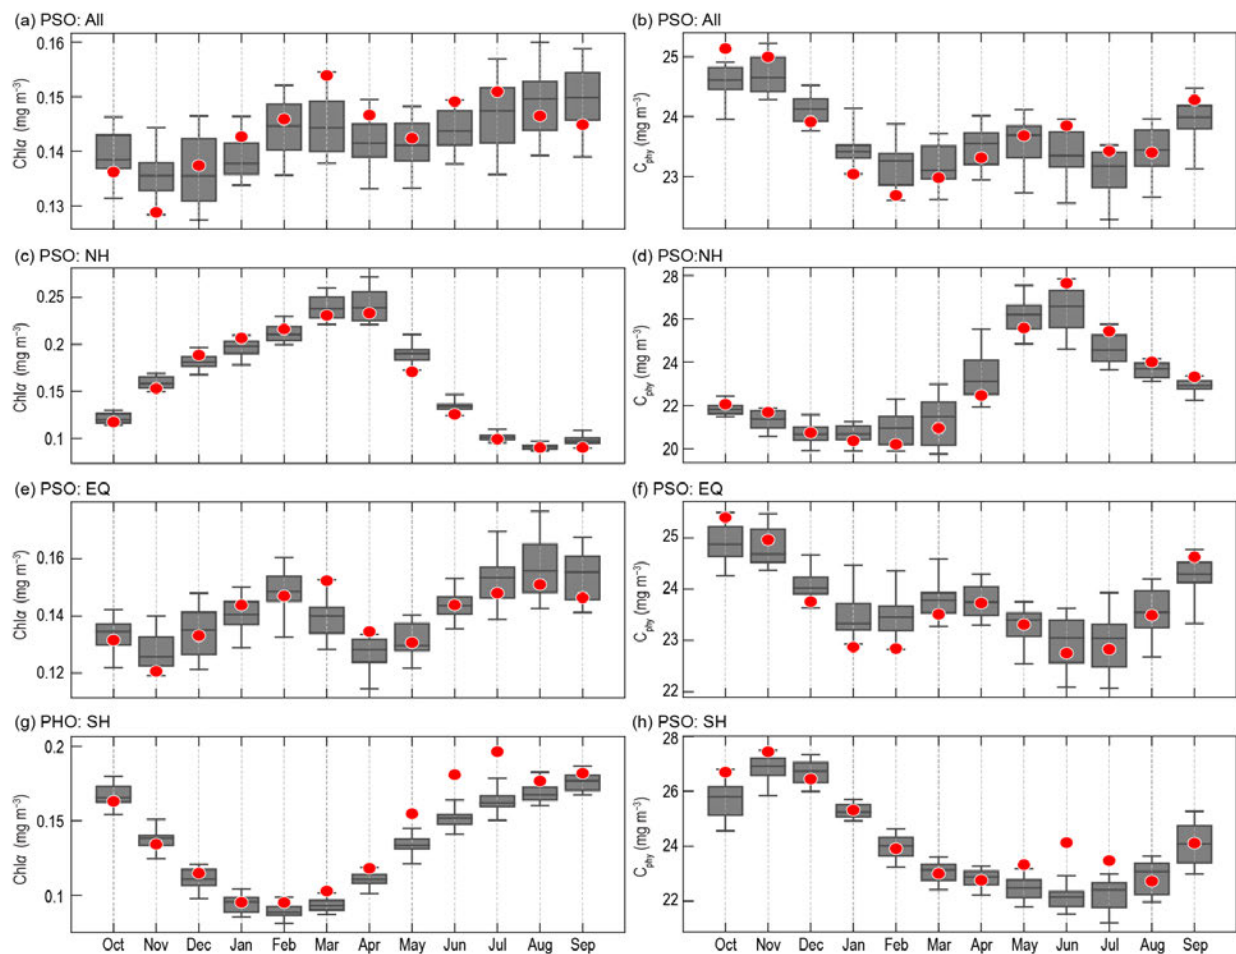 (a) PSO: All
(b) PSO: All
0.16
0.15
0.14
0.13
Chlɑ (mg m⁻³)
25
24
23
C_phy (mg m⁻³)
(c) PSO: NH
(d) PSO:NH
0.25
0.2
0.15
0.1
Chlɑ (mg m⁻³)
28
26
24
22
20
C_phy (mg m⁻³)
(e) PSO: EQ
(f) PSO: EQ
0.16
0.14
0.12
Chlɑ (mg m⁻³)
25
24
23
22
C_phy (mg m⁻³)
(g) PHO: SH
(h) PSO: SH
0.2
0.15
0.1
Chlɑ (mg m⁻³)
28
26
24
22
C_phy (mg m⁻³)
Oct Nov Dec Jan Feb Mar Apr May Jun Jul Aug Sep
Oct Nov Dec Jan Feb Mar Apr May Jun Jul Aug Sep